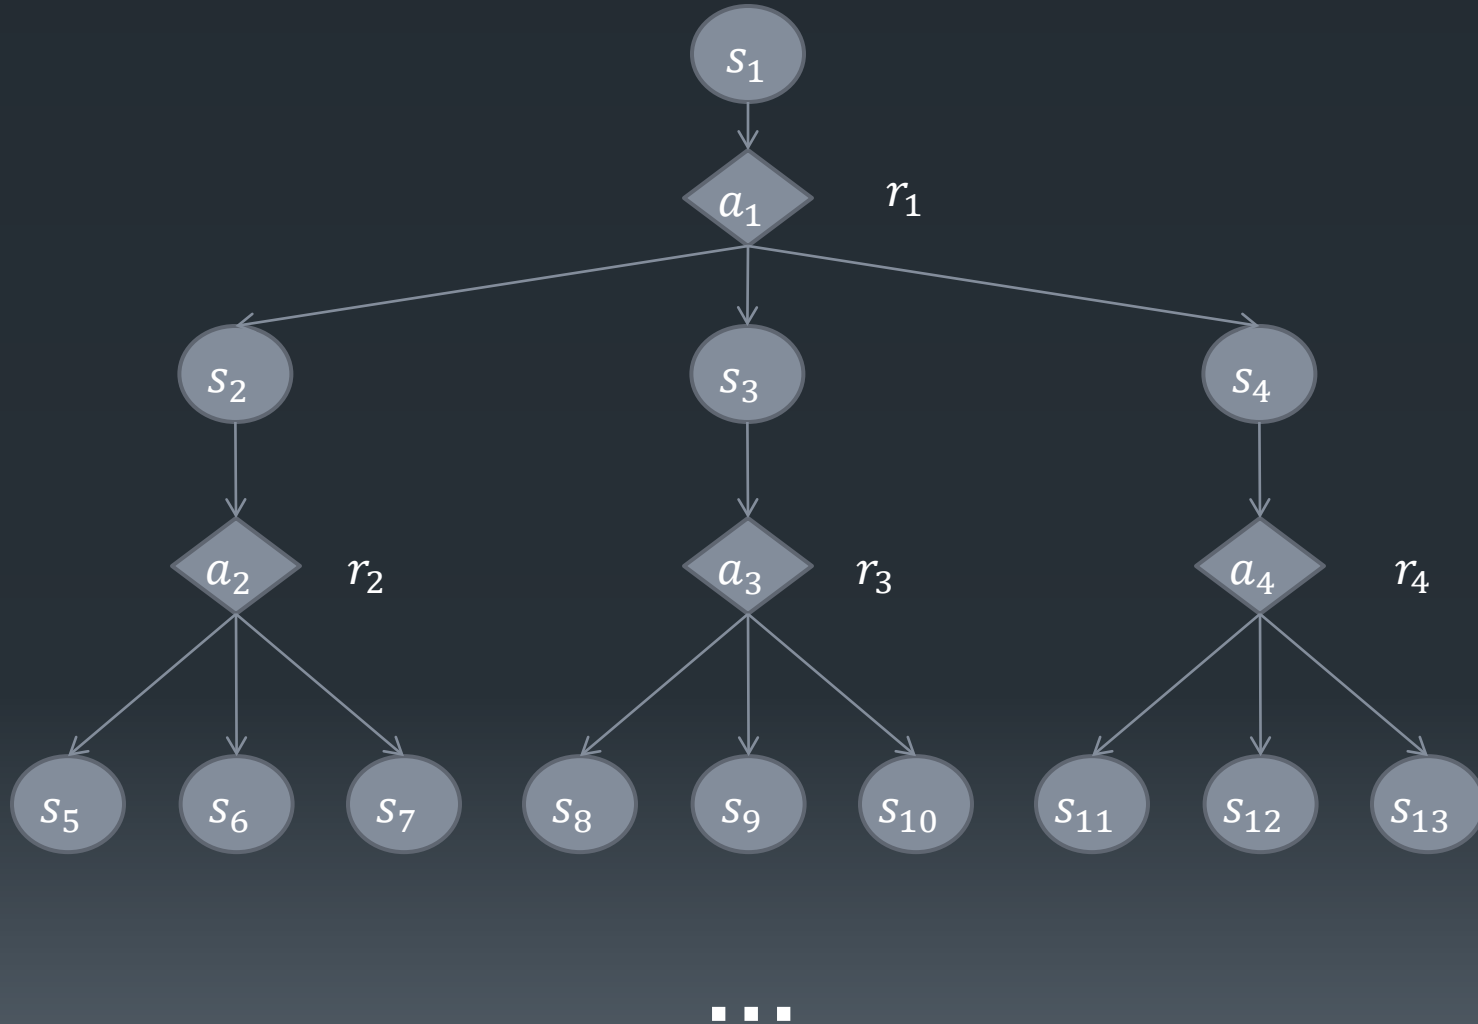 s₁
a₁ r₁
s₂ s₃ s₄
a₂ r₂ a₃ r₃ a₄ r₄
s₅ s₆ s₇ s₈ s₉ s₁₀ s₁₁ s₁₂ s₁₃
...